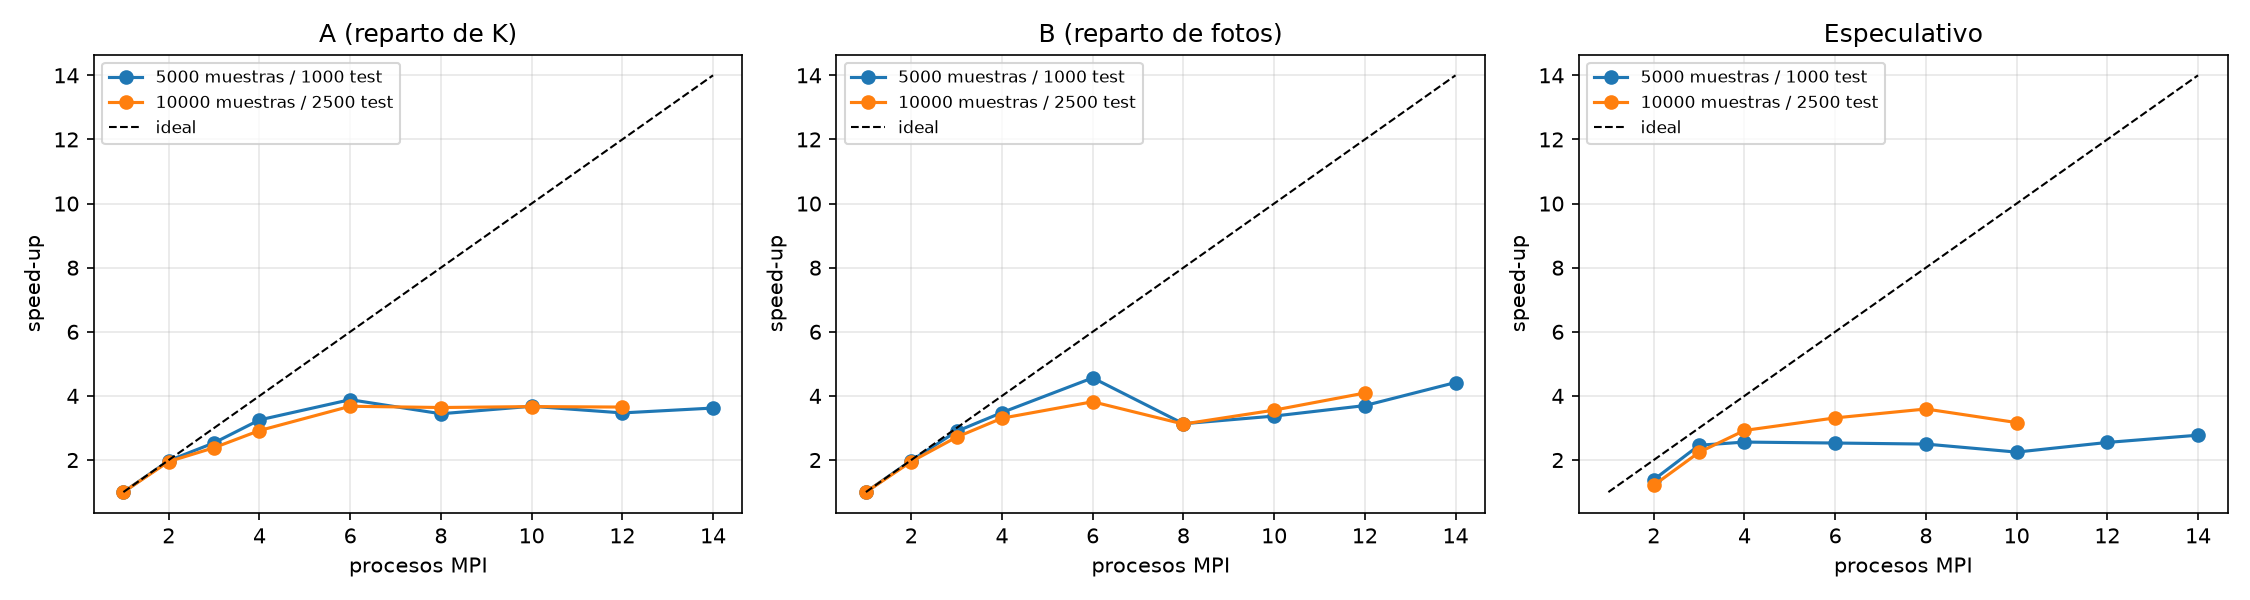 A (reparto de K)
5000 muestras / 1000 test
10000 muestras / 2500 test
ideal
14
12
10
8
6
4
2
speed-up
2 4 6 8 10 12 14
procesos MPI
B (reparto de fotos)
5000 muestras / 1000 test
10000 muestras / 2500 test
ideal
14
12
10
8
6
4
2
speed-up
2 4 6 8 10 12 14
procesos MPI
Especulativo
5000 muestras / 1000 test
10000 muestras / 2500 test
ideal
14
12
10
8
6
4
2
speed-up
2 4 6 8 10 12 14
procesos MPI